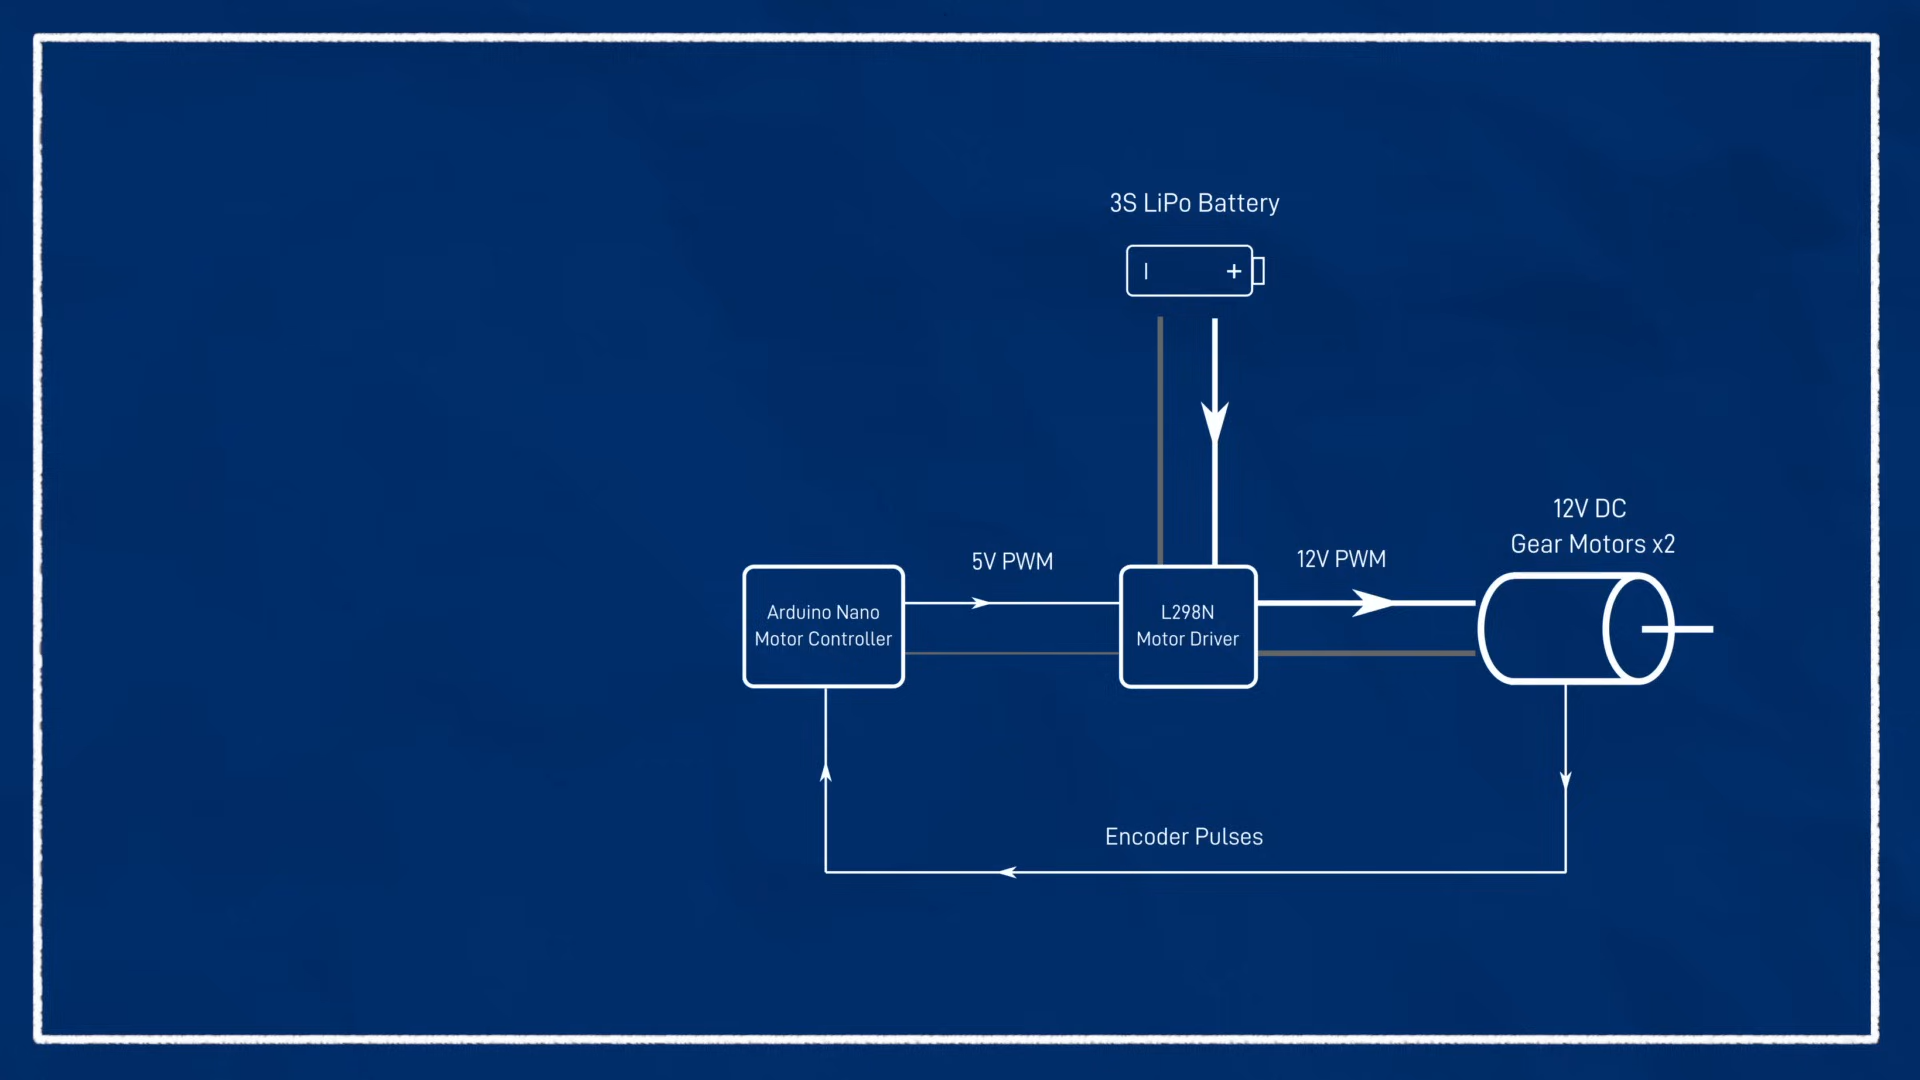 3S LiPo Battery
+
12V DC
Gear Motors x2
5V PWM
12V PWM
Arduino Nano
Motor Controller
L298N
Motor Driver
Encoder Pulses